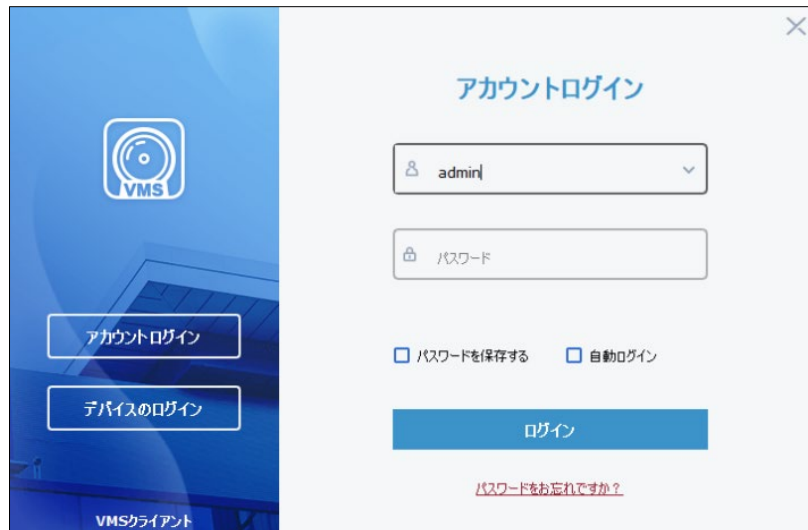 VMS
アカウントログイン
デバイスのログイン
VMSクライアント
アカウントログイン
admin
パスワード
パスワードを保存する
自動ログイン
ログイン
パスワードをお忘れですか？